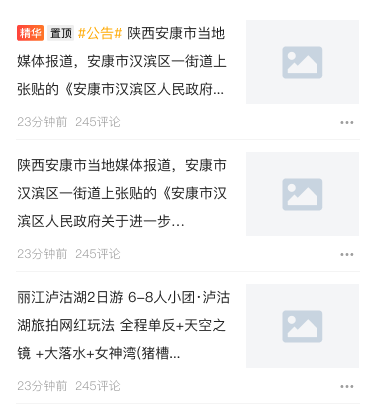 精华 置顶 #公告# 陕西安康市当地
媒体报道，安康市汉滨区一街道上
张贴的《安康市汉滨区人民政府...
23分钟前 245评论
陕西安康市当地媒体报道，安康市
汉滨区一街道上张贴的《安康市汉
滨区人民政府关于进一步...
23分钟前 245评论
丽江泸沽湖2日游 6-8人小团·泸沽
湖旅拍网红玩法 全程单反+天空之
镜 +大落水+女神湾(猪槽...
23分钟前 245评论